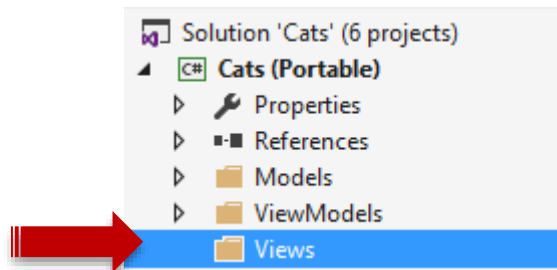 Solution 'Cats' (6 projects)
C# Cats (Portable)
Properties
References
Models
ViewModels
Views